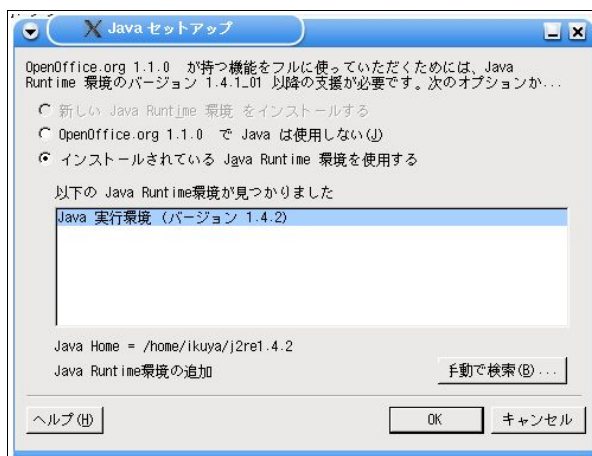 Java セットアップ
OpenOffice.org 1.1.0 が持つ機能をフルに使っていただくためには、Java
Runtime 環境のバージョン 1.4.1_01 以降の支援が必要です。次のオプションか...
新しい Java Runtime 環境 をインストールする
OpenOffice.org 1.1.0 で Java は使用しない(J)
インストールされている Java Runtime 環境を使用する
以下の Java Runtime環境が見つかりました
Java 実行環境 (バージョン 1.4.2)
Java Home = /home/ikuya/j2re1.4.2
Java Runtime環境の追加
手動で検索(B)...
ヘルプ(H)
OK
キャンセル